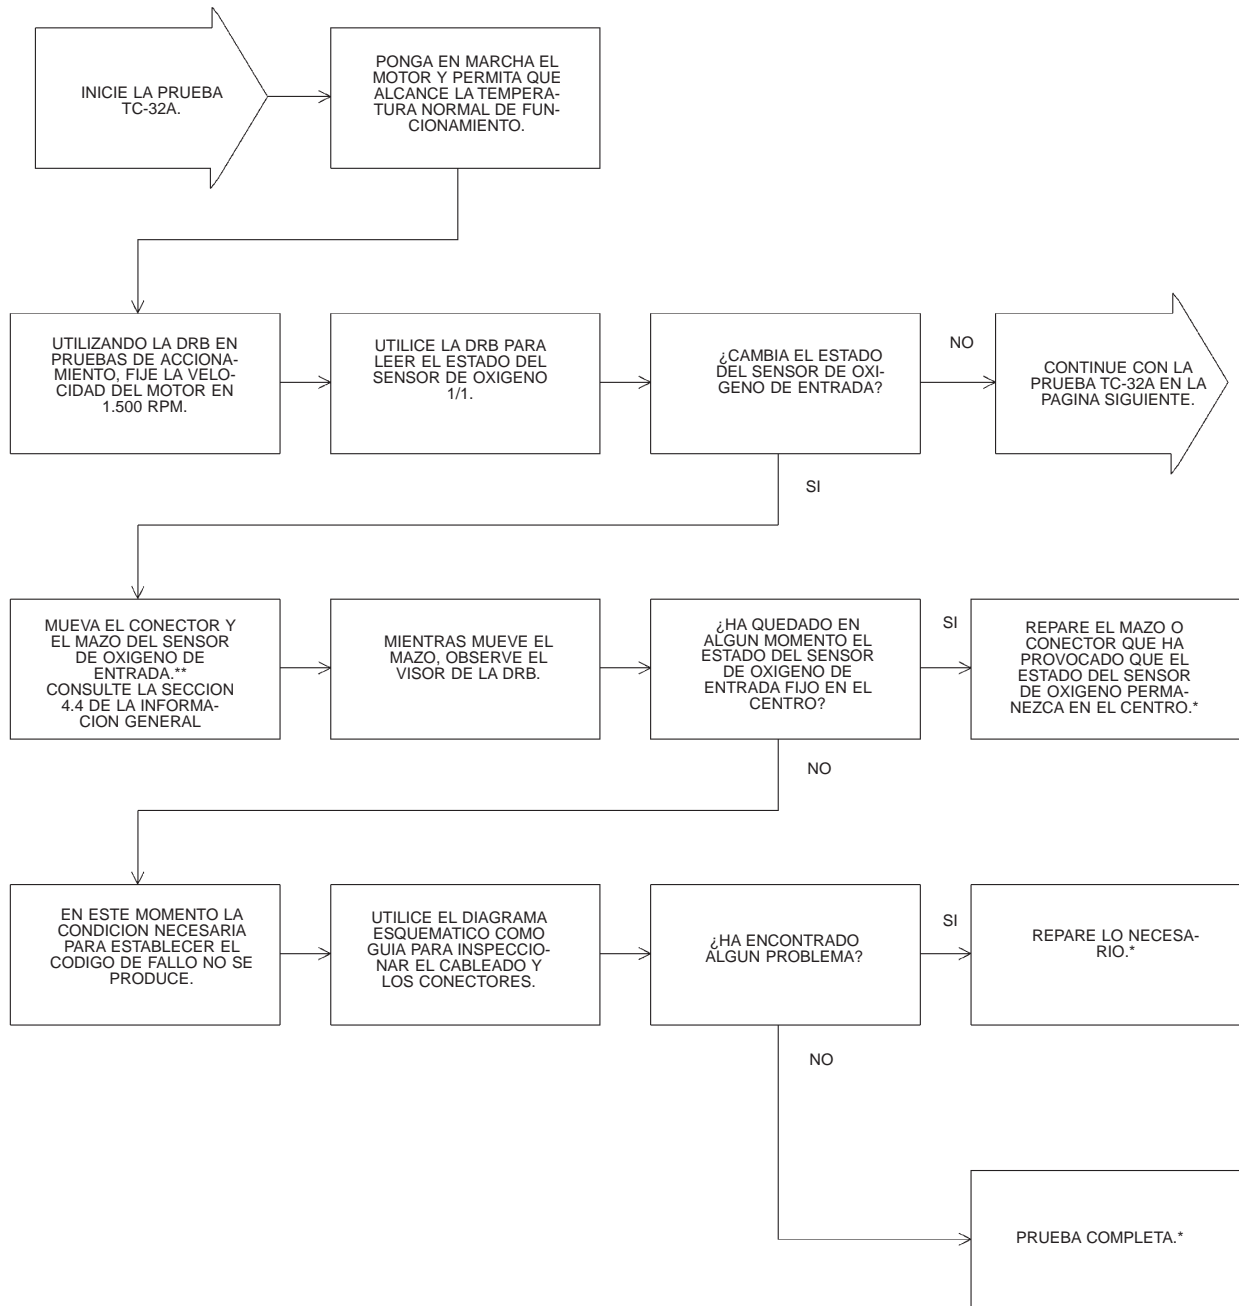 INICIE LA PRUEBA
TC-32A.
PONGA EN MARCHA EL
MOTOR Y PERMITA QUE
ALCANCE LA TEMPERA-
TURA NORMAL DE FUN-
CIONAMIENTO.
UTILIZANDO LA DRB EN
PRUEBAS DE ACCIONA-
MIENTO, FIJE LA VELO-
CIDAD DEL MOTOR EN
1.500 RPM.
UTILICE LA DRB PARA
LEER EL ESTADO DEL
SENSOR DE OXIGENO
1/1.
¿CAMBIA EL ESTADO
DEL SENSOR DE OXI-
GENO DE ENTRADA?
NO
CONTINUE CON LA
PRUEBA TC-32A EN LA
PAGINA SIGUIENTE.
SI
MUEVA EL CONECTOR Y
EL MAZO DEL SENSOR
DE OXIGENO DE
ENTRADA.**
CONSULTE LA SECCION
4.4 DE LA INFORMA-
CION GENERAL
MIENTRAS MUEVE EL
MAZO, OBSERVE EL
VISOR DE LA DRB.
¿HA QUEDADO EN
ALGUN MOMENTO EL
ESTADO DEL SENSOR
DE OXIGENO DE
ENTRADA FIJO EN EL
CENTRO?
SI
REPARE EL MAZO O
CONECTOR QUE HA
PROVOCADO QUE EL
ESTADO DEL SENSOR
DE OXIGENO PERMA-
NEZCA EN EL CENTRO.*
NO
EN ESTE MOMENTO LA
CONDICION NECESARIA
PARA ESTABLECER EL
CODIGO DE FALLO NO SE
PRODUCE.
UTILICE EL DIAGRAMA
ESQUEMATICO COMO
GUIA PARA INSPECCIO-
NAR EL CABLEADO Y
LOS CONECTORES.
¿HA ENCONTRADO
ALGUN PROBLEMA?
SI
REPARE LO NECESA-
RIO.*
NO
PRUEBA COMPLETA.*